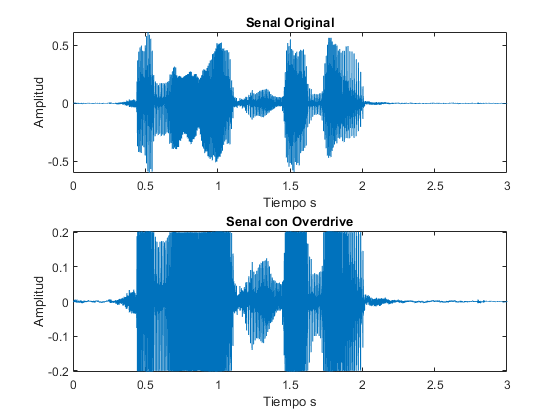 Senal Original
0.5
0
-0.5
Amplitud
0 0.5 1 1.5 2 2.5 3
Tiempo s
Senal con Overdrive
0.2
0.1
0
-0.1
-0.2
Amplitud
0 0.5 1 1.5 2 2.5 3
Tiempo s